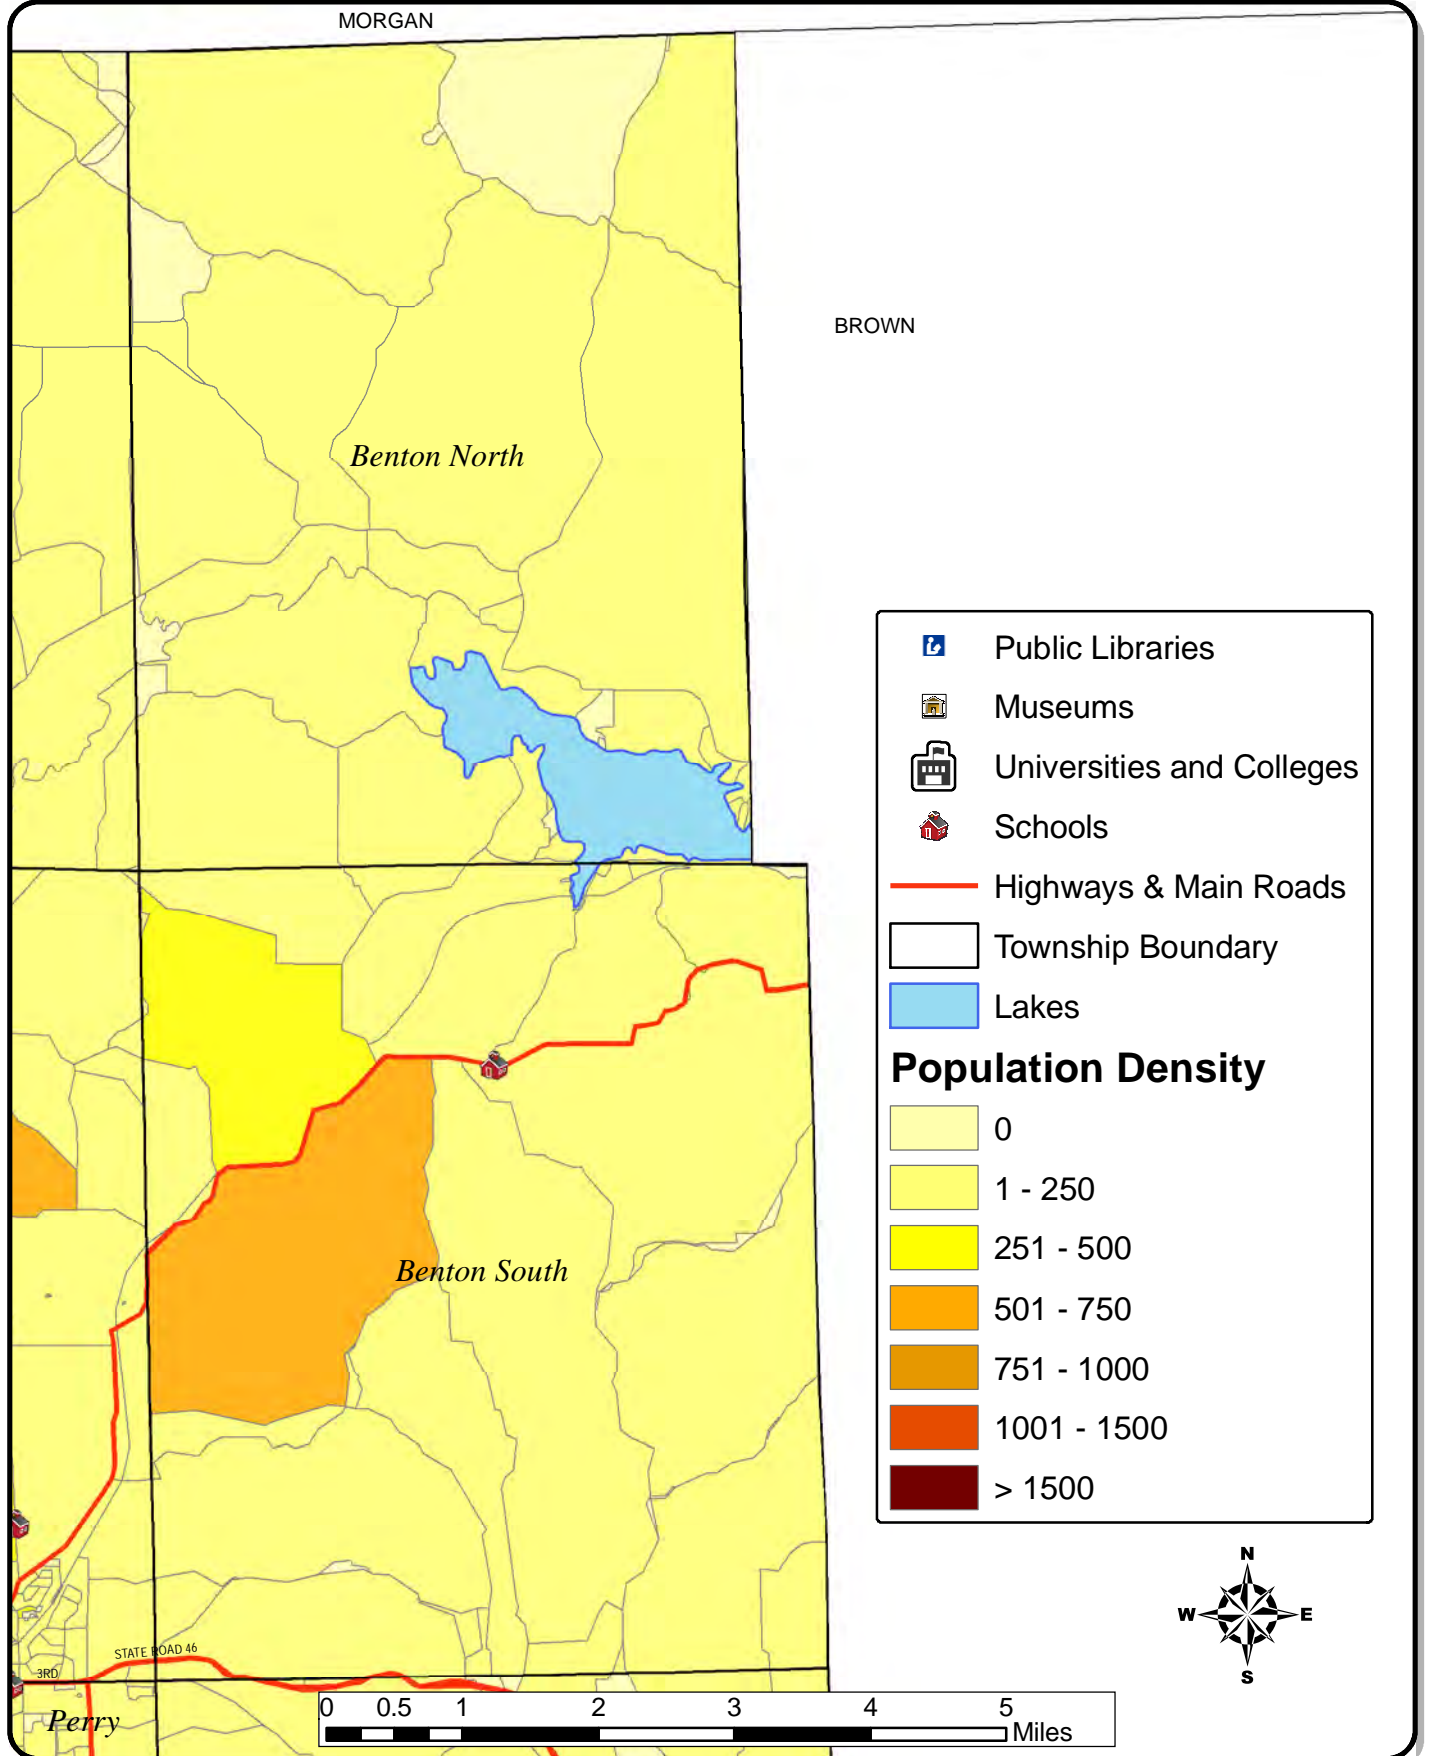 MORGAN
BROWN
Benton North
Public Libraries
Museums
Universities and Colleges
Schools
Highways & Main Roads
Township Boundary
Lakes
Population Density
0
1 - 250
251 - 500
501 - 750
751 - 1000
1001 - 1500
> 1500
Benton South
N
W E
S
STATE ROAD 46
3RD
Perry
0 0.5 1 2 3 4 5
Miles